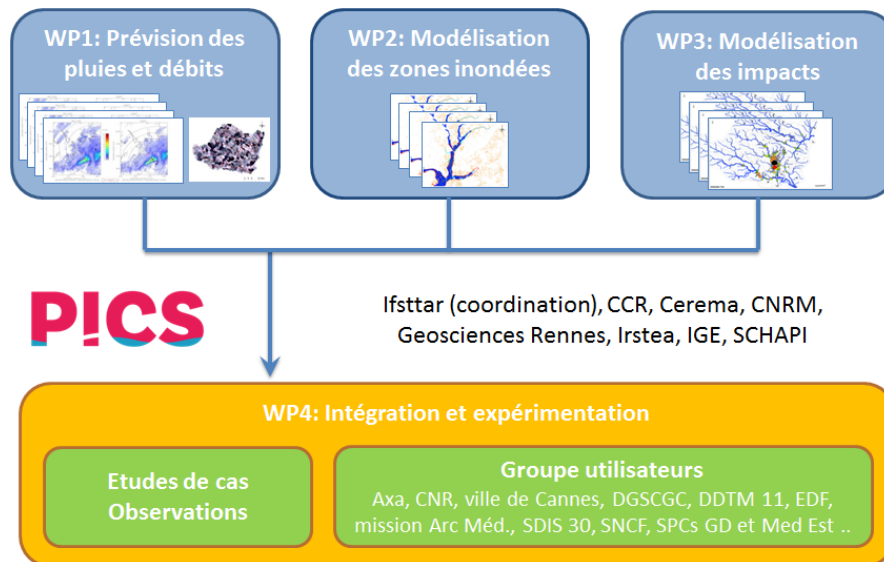 WP1: Prévision des
pluies et débits
WP2: Modélisation
des zones inondées
WP3: Modélisation
des impacts
P!CS
Ifsttar (coordination), CCR, Cerema, CNRM,
Geosciences Rennes, Irstea, IGE, SCHAPI
WP4: Intégration et expérimentation
Etudes de cas
Observations
Groupe utilisateurs
Axa, CNR, ville de Cannes, DGSCGC, DDTM 11, EDF,
mission Arc Méd., SDIS 30, SNCF, SPCs GD et Med Est ..